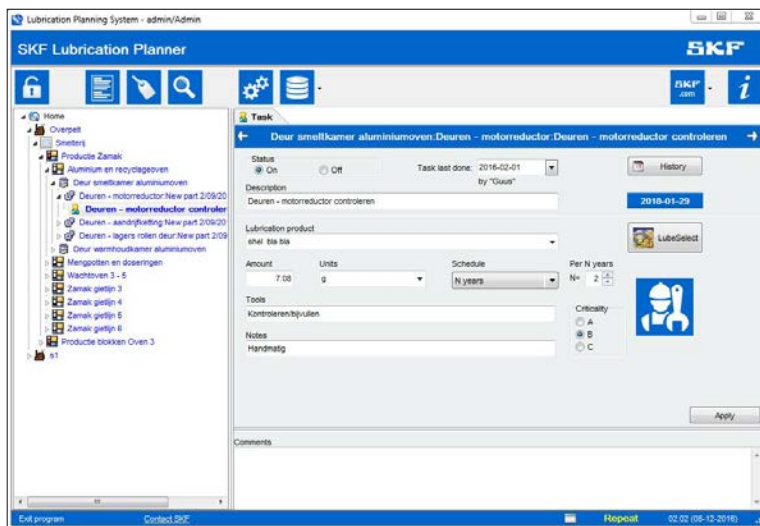 Lubrication Planning System - admin/Admin
SKF Lubrication Planner
SKF
SKF
.com
i
Home
Overpelt
Smelterij
Productie Zamak
Aluminium en recyclageoven
Deur smeltkamer aluminiumoven
Deuren - motorreductor:New part 2/09/20
Deuren - motorreductor controler
Deuren - aandrijfketting:New part 2/09/20
Deuren - lagers rollen deur:New part 2/09
Deur warmhoudkamer aluminiumoven
Mengpotten en doseringen
Wachtoven 3 - 5
Zamak gietlijn 3
Zamak gietlijn 4
Zamak gietlijn 5
Zamak gietlijn 6
Productie blokken Oven 3
s1
Task
Deur smeltkamer aluminiumoven:Deuren - motorreductor:Deuren - motorreductor controleren
Status
On Off
Task last done: 2016-02-01
by "Guus"
History
Description
Deuren - motorreductor controleren
2018-01-29
Lubrication product
shel bla bla
LubeSelect
Amount Units Schedule Per N years
7.08 g N years N= 2
Tools
Kontroleren/bijvullen
Criticality
A
B
C
Notes
Handmatig
Apply
Comments
Exit program Contact SKF Repeat 02.02 (06-12-2016)